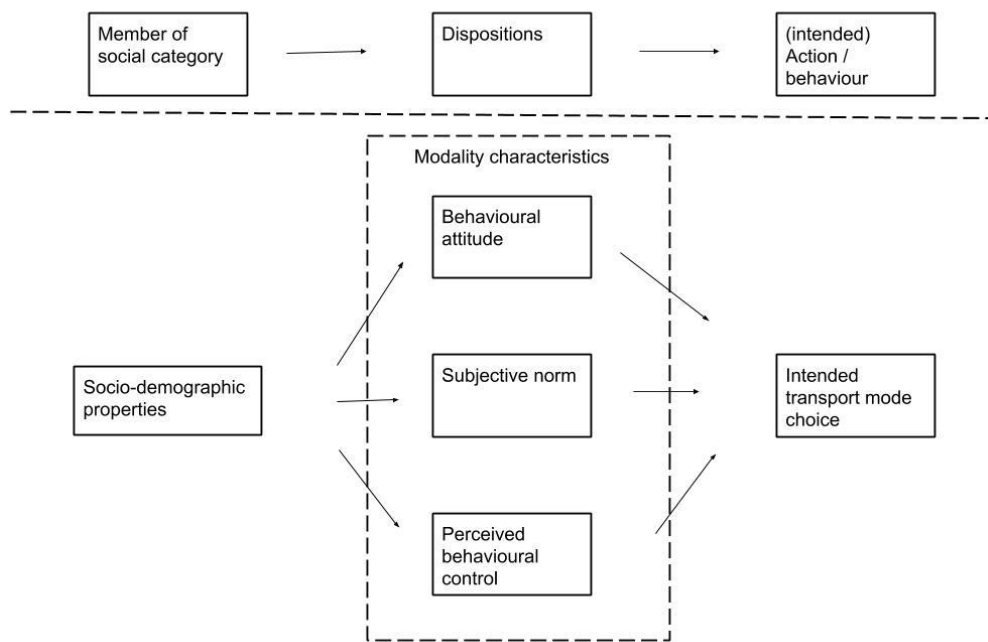 Member of
social category
Dispositions
(intended)
Action /
behaviour
Modality characteristics
Behavioural
attitude
Socio-demographic
properties
Subjective norm
Intended
transport mode
choice
Perceived
behavioural
control